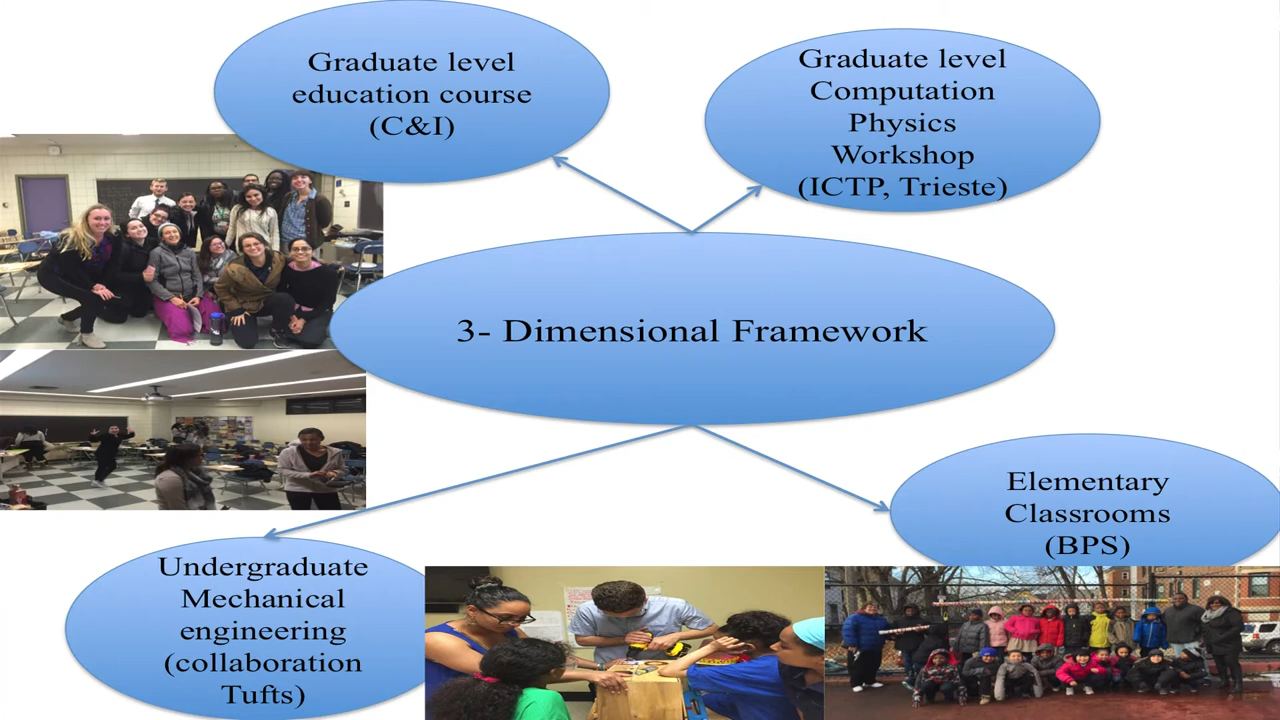 Graduate level
education course
(C&I)
Graduate level
Computation
Physics
Workshop
(ICTP, Trieste)
3- Dimensional Framework
Elementary
Classrooms
(BPS)
Undergraduate
Mechanical
engineering
(collaboration
Tufts)